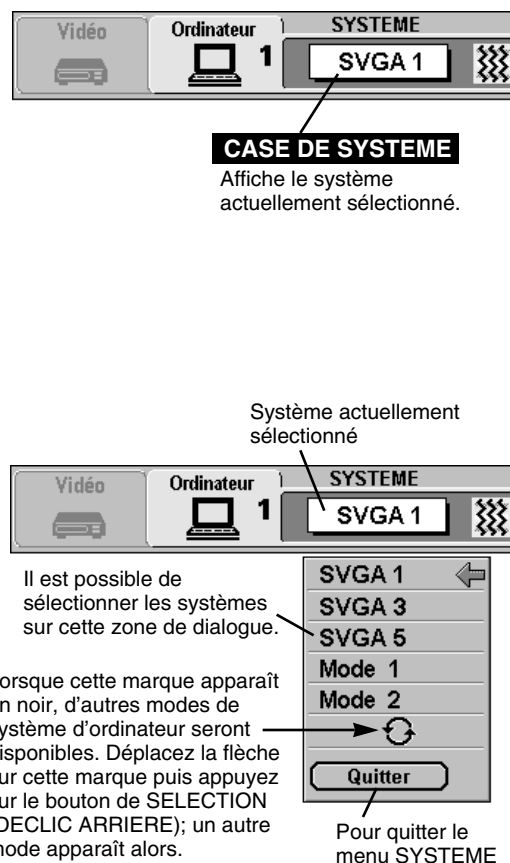 Vidéo
Ordinateur
1
SYSTEME
SVGA 1
CASE DE SYSTEME
Affiche le système
actuellement sélectionné.
Système actuellement
sélectionné
Vidéo
Ordinateur
1
SYSTEME
SVGA 1
Il est possible de
sélectionner les systèmes
sur cette zone de dialogue.
SVGA 1
SVGA 3
SVGA 5
Mode 1
Mode 2
Quitter
orsque cette marque apparaît
n noir, d'autres modes de
ystème d'ordinateur seront
isponibles. Déplacez la flèche
ur cette marque puis appuyez
ur le bouton de SELECTION
DECLIC ARRIERE); un autre
ode apparaît alors.
Pour quitter le
menu SYSTEME